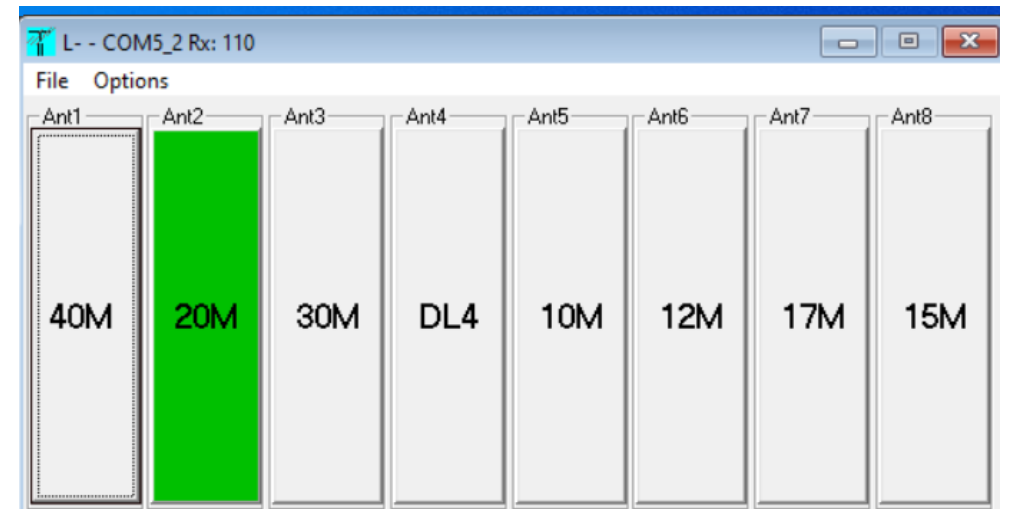 L- - COM5_2 Rx: 110
File Options
Ant1 Ant2 Ant3 Ant4 Ant5 Ant6 Ant7 Ant8
40M 20M 30M DL4 10M 12M 17M 15M